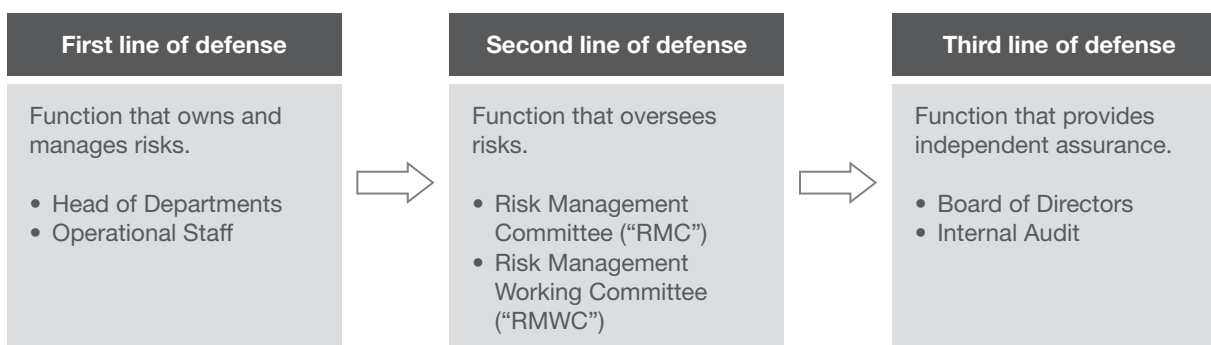 First line of defense
Function that owns and
manages risks.
• Head of Departments
• Operational Staff
Second line of defense
Function that oversees
risks.
• Risk Management
Committee (“RMC”)
• Risk Management
Working Committee
(“RMWC”)
Third line of defense
Function that provides
independent assurance.
• Board of Directors
• Internal Audit